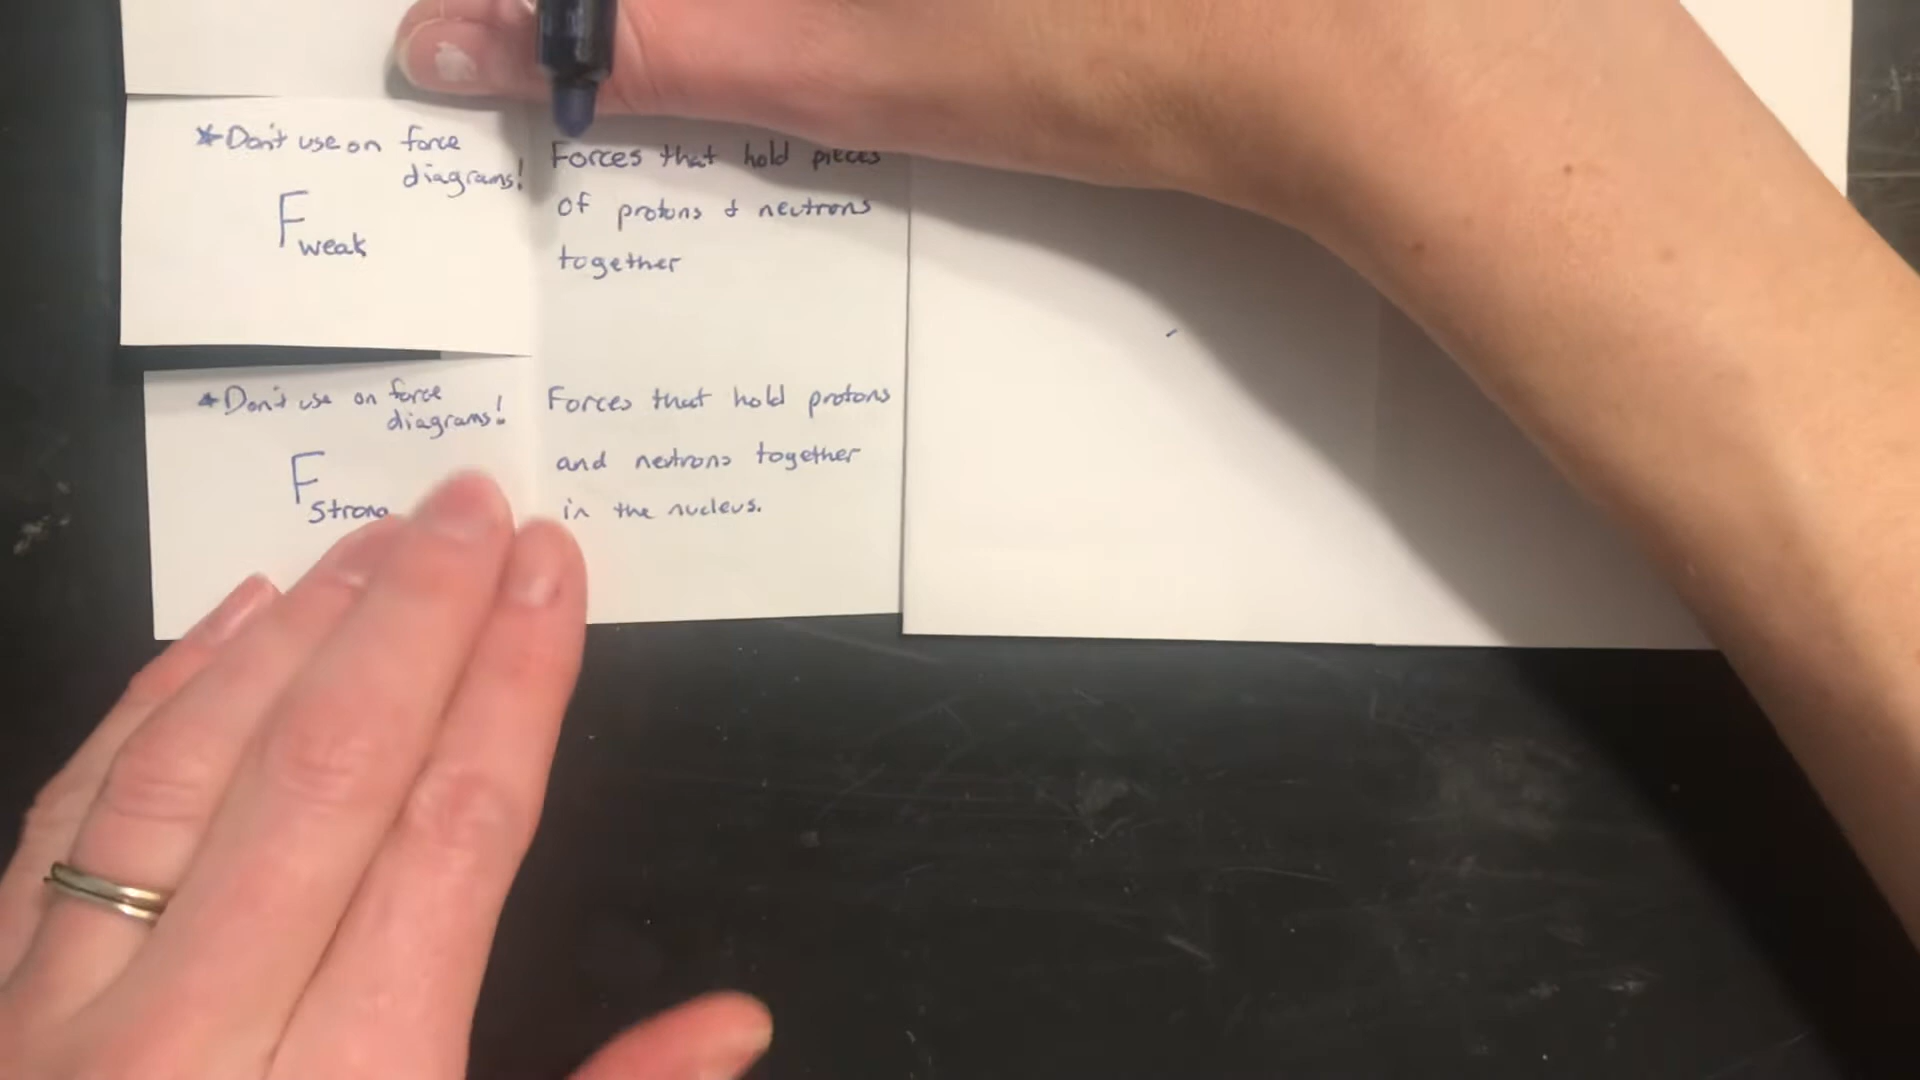 *Don't use on force
diagrams!
F weak
Forces that hold pieces
of protons & neutrons
together
*Don't use on force
diagrams!
F strong
Forces that hold protons
and neutrons together
in the nucleus.